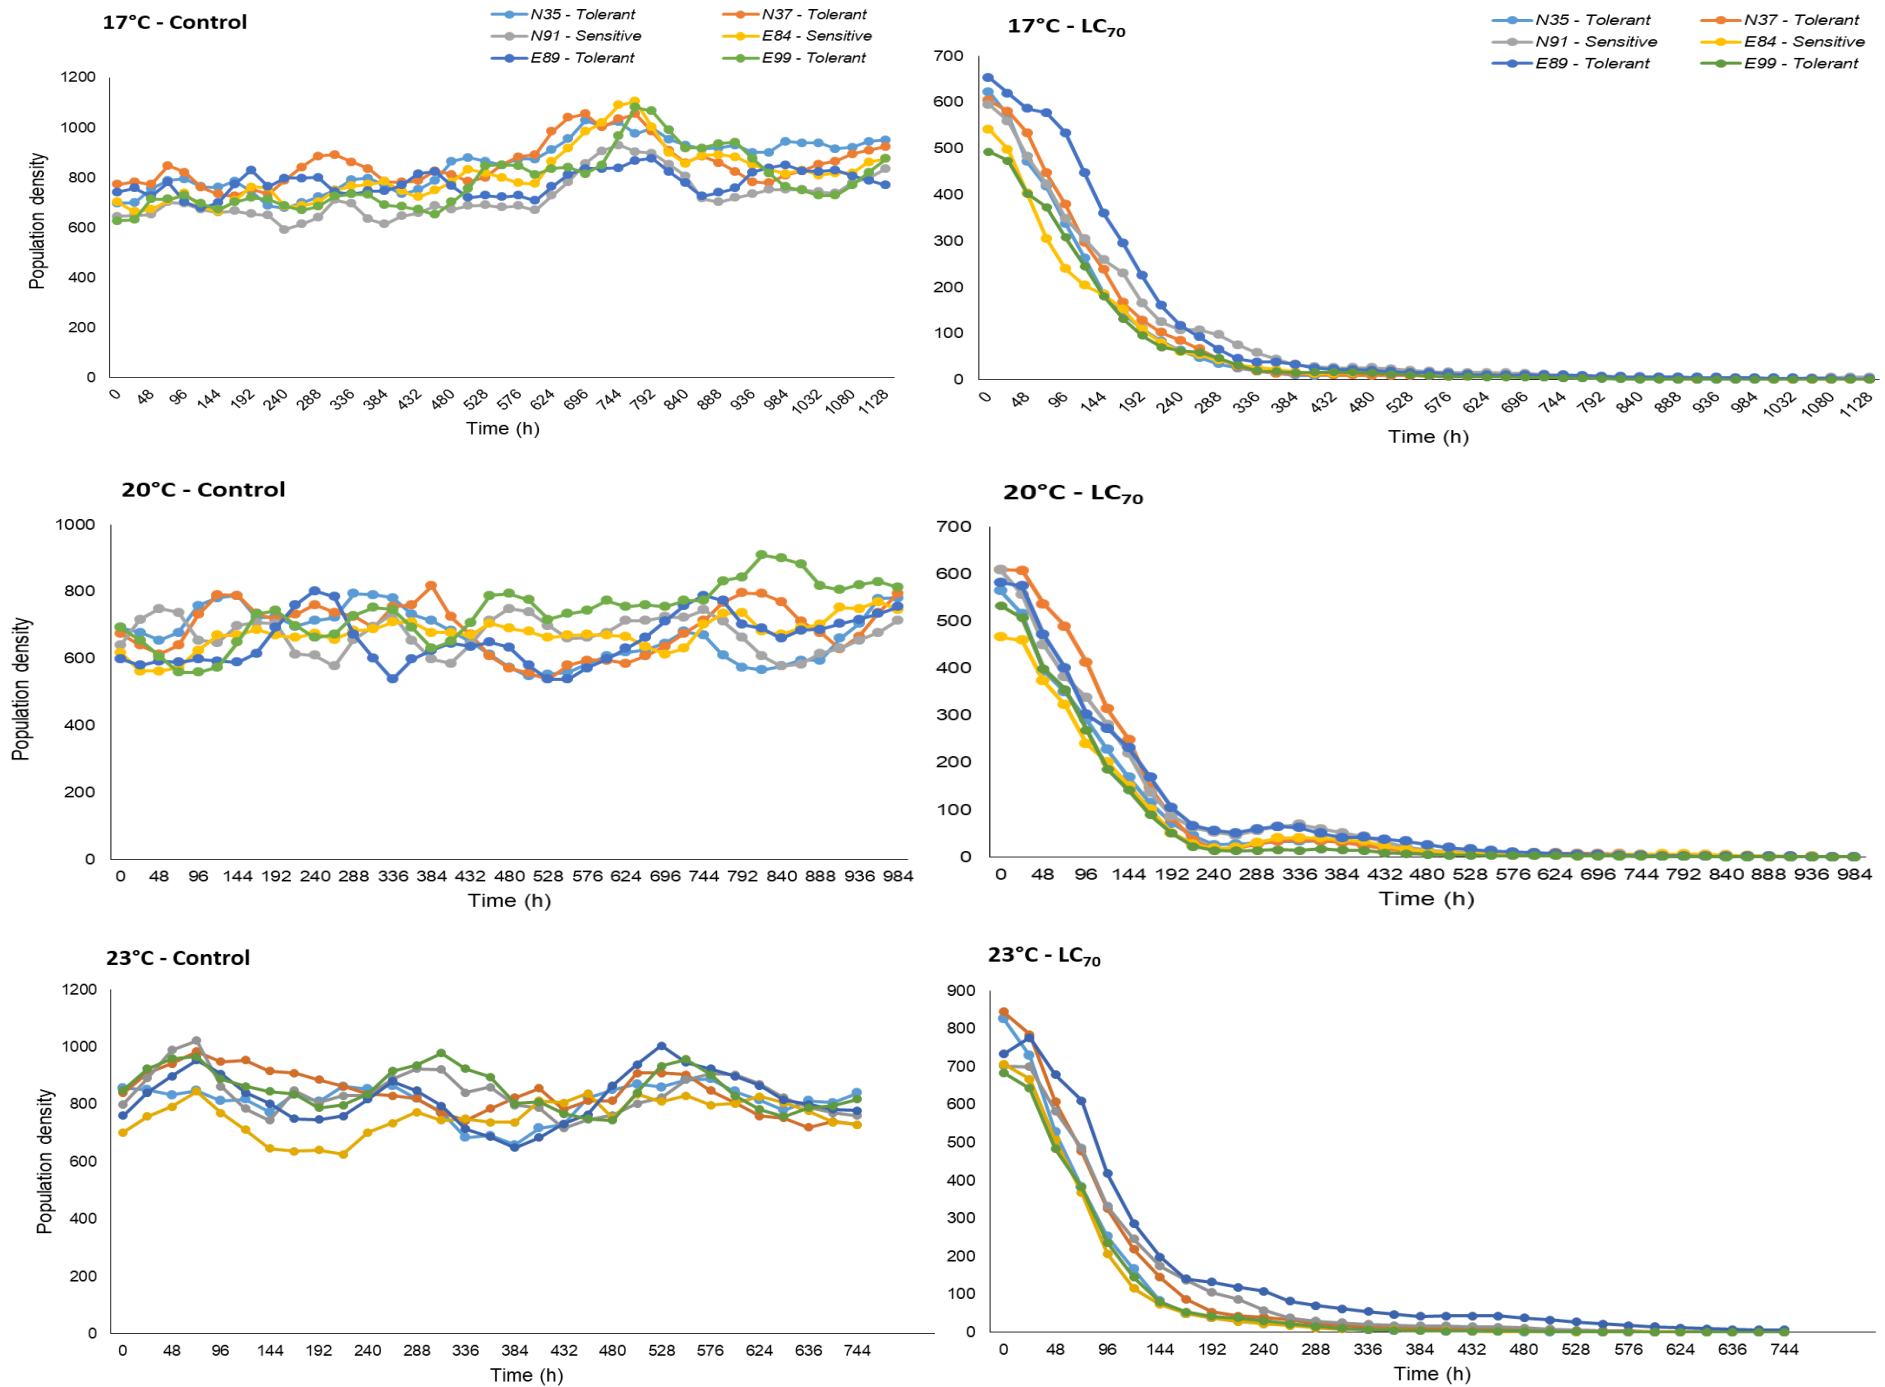 17°C - Control
N35 - Tolerant N37 - Tolerant
N91 - Sensitive E84 - Sensitive
E89 - Tolerant E99 - Tolerant
1200
1000
800
600
400
200
0
Population density
0 48 96 144 192 240 288 336 384 432 480 528 576 624 696 744 792 840 888 936 984 1032 1080 1128
Time (h)
17°C - LC70
N35 - Tolerant N37 - Tolerant
N91 - Sensitive E84 - Sensitive
E89 - Tolerant E99 - Tolerant
700
600
500
400
300
200
100
0
0 48 96 144 192 240 288 336 384 432 480 528 576 624 696 744 792 840 888 936 984 1032 1080 1128
Time (h)
20°C - Control
1000
800
600
400
200
0
Population density
0 48 96 144 192 240 288 336 384 432 480 528 576 624 696 744 792 840 888 936 984
Time (h)
20°C - LC70
700
600
500
400
300
200
100
0
0 48 96 144 192 240 288 336 384 432 480 528 576 624 696 744 792 840 888 936 984
Time (h)
23°C - Control
1200
1000
800
600
400
200
0
Population density
0 48 96 144 192 240 288 336 384 432 480 528 576 624 636 744
Time (h)
23°C - LC70
900
800
700
600
500
400
300
200
100
0
0 48 96 144 192 240 288 336 384 432 480 528 576 624 636 744
Time (h)